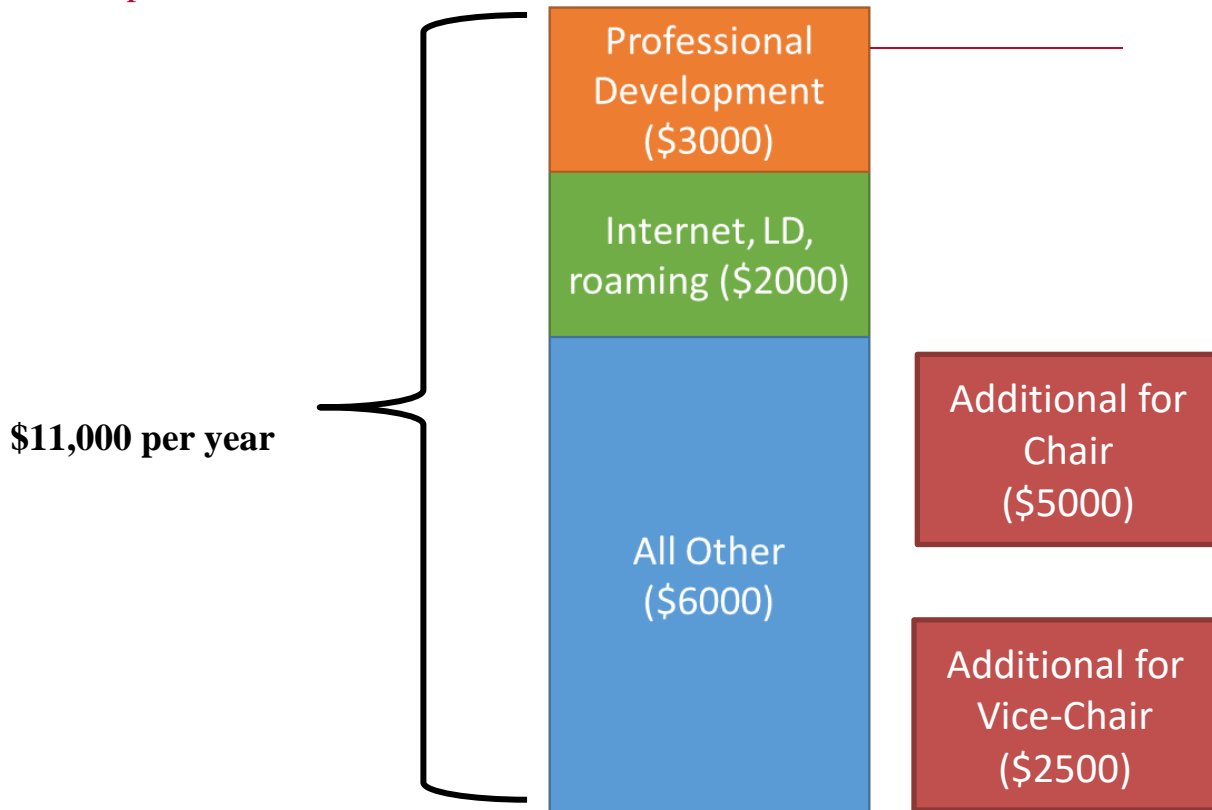 Professional
Development
($3000)
Internet, LD,
roaming ($2000)
$11,000 per year
All Other
($6000)
Additional for
Chair
($5000)
Additional for
Vice-Chair
($2500)